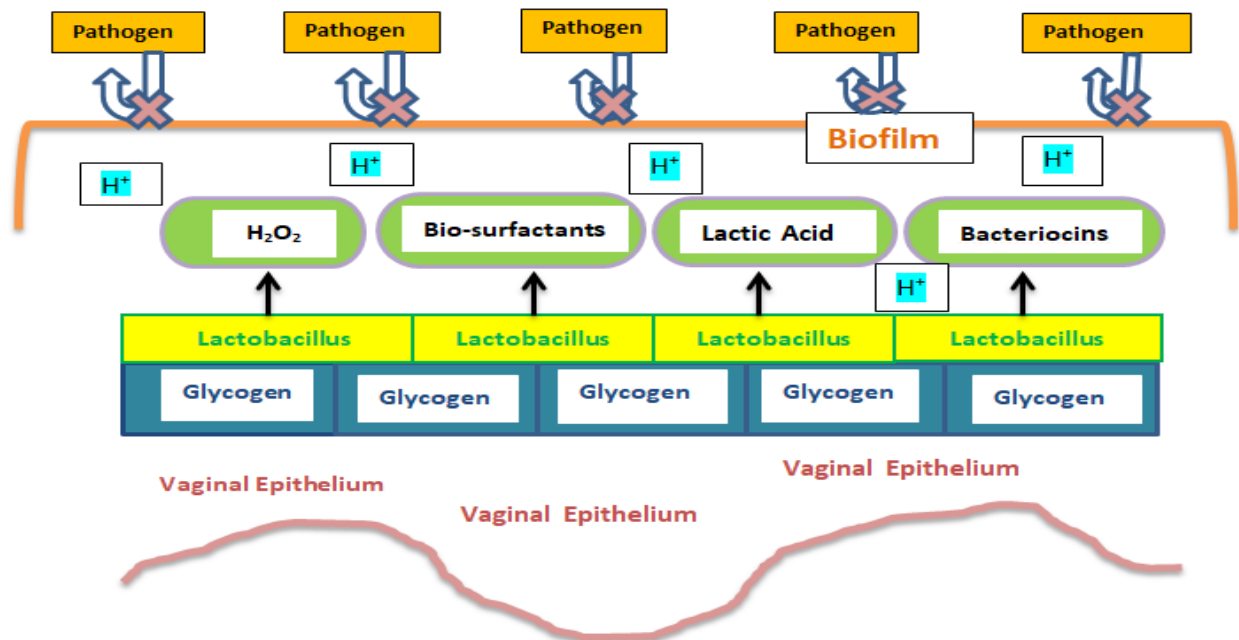 Pathogen Pathogen Pathogen Pathogen Pathogen
Biofilm
H⁺ H⁺ H⁺ H⁺
H₂O₂ Bio-surfactants Lactic Acid Bacteriocins
H⁺
Lactobacillus Lactobacillus Lactobacillus Lactobacillus
Glycogen Glycogen Glycogen Glycogen Glycogen
Vaginal Epithelium Vaginal Epithelium Vaginal Epithelium